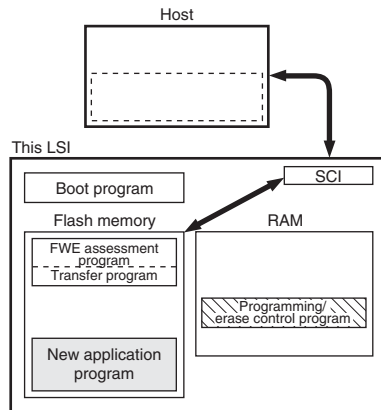 Host
This LSI
Boot program
SCI
Flash memory
RAM
FWE assessment
program
Transfer program
Programming/
erase control program
New application
program